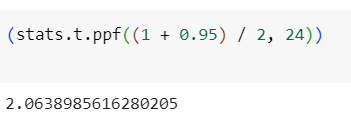 (stats.t.ppf((1 + 0.95) / 2, 24))
2.0638985616280205